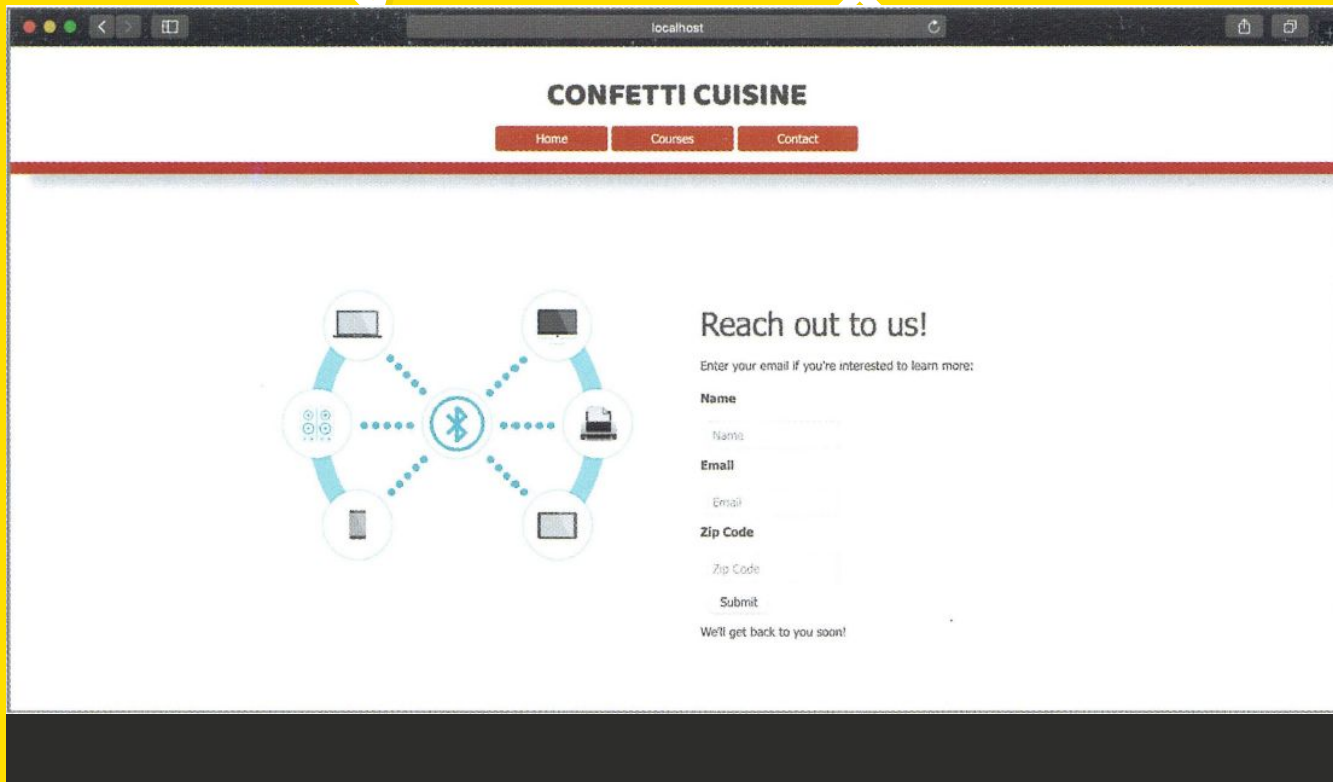 localhost
CONFETTI CUISINE
Home Courses Contact
Reach out to us!
Enter your email if you're interested to learn more:
Name
Name
Email
Email
Zip Code
Zip Code
Submit
We'll get back to you soon!